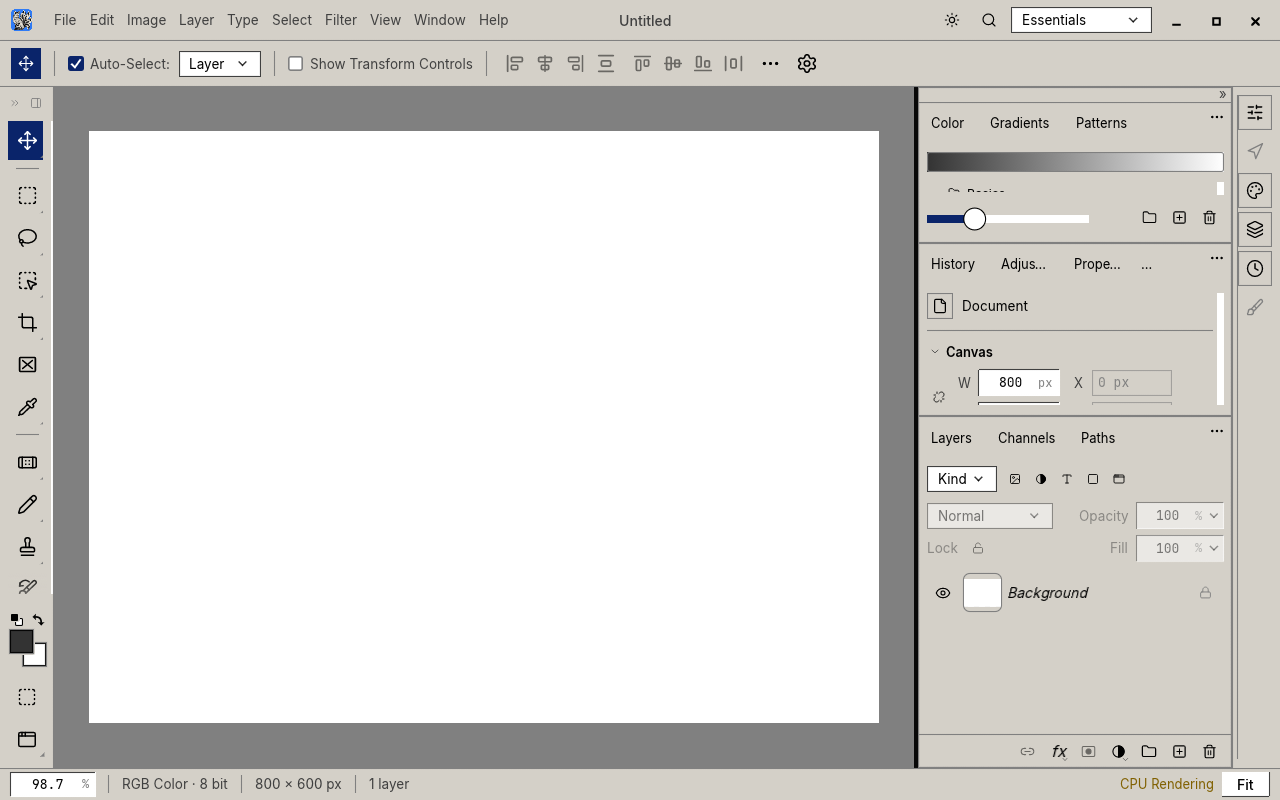 File Edit Image Layer Type Select Filter View Window Help Untitled Essentials
Auto-Select: Layer Show Transform Controls
Color Gradients Patterns
Basics
History Adjus... Prope... ...
Document
Canvas
W 800 px X 0 px
Layers Channels Paths
Kind
Normal Opacity 100 %
Lock Fill 100 %
Background
fx
98.7 % RGB Color · 8 bit 800 × 600 px 1 layer CPU Rendering Fit